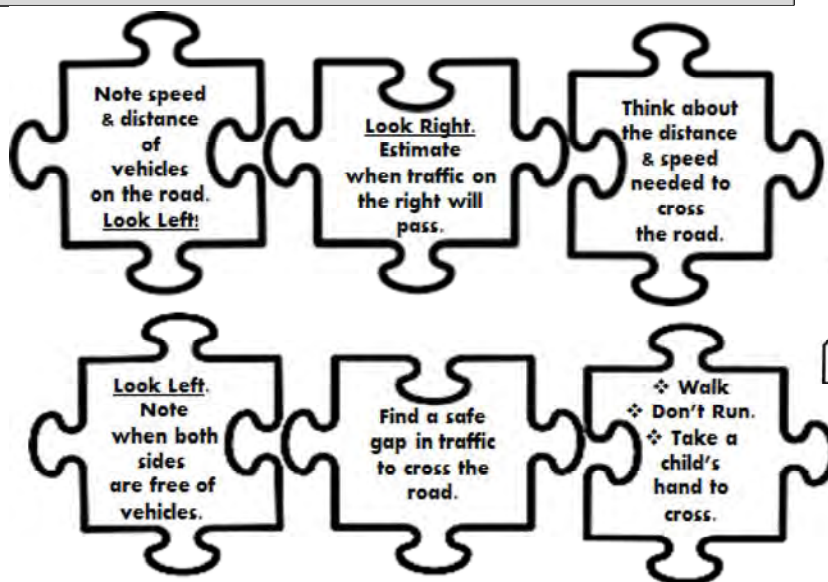 Note speed
& distance
of
vehicles
on the road.
Look Left!
Look Right.
Estimate
when traffic on
the right will
pass.
Think about
the distance
& speed
needed to
cross
the road.
Look Left.
Note
when both
sides
are free of
vehicles.
Find a safe
gap in traffic
to cross the
road.
❖ Walk
❖ Don't Run.
❖ Take a
child's
hand to
cross.